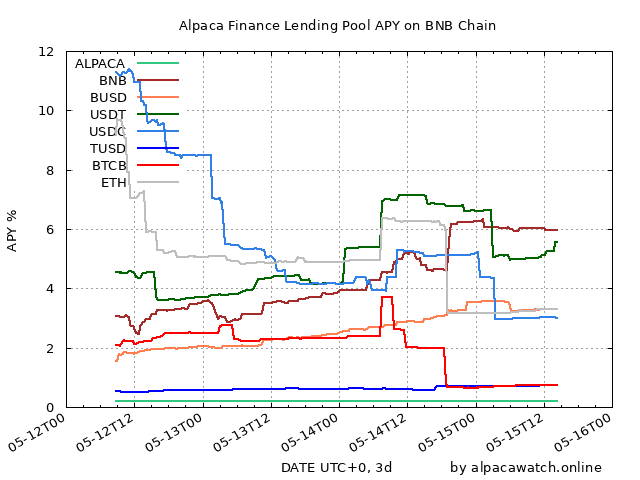 Alpaca Finance Lending Pool APY on BNB Chain
APY %
12
10
8
6
4
2
0
ALPACA
BNB
BUSD
USDT
USDC
TUSD
BTCB
ETH
05-12T00
05-12T12
05-13T00
05-13T12
05-14T00
05-14T12
05-15T00
05-15T12
05-16T00
DATE UTC+0, 3d
by alpacawatch.online